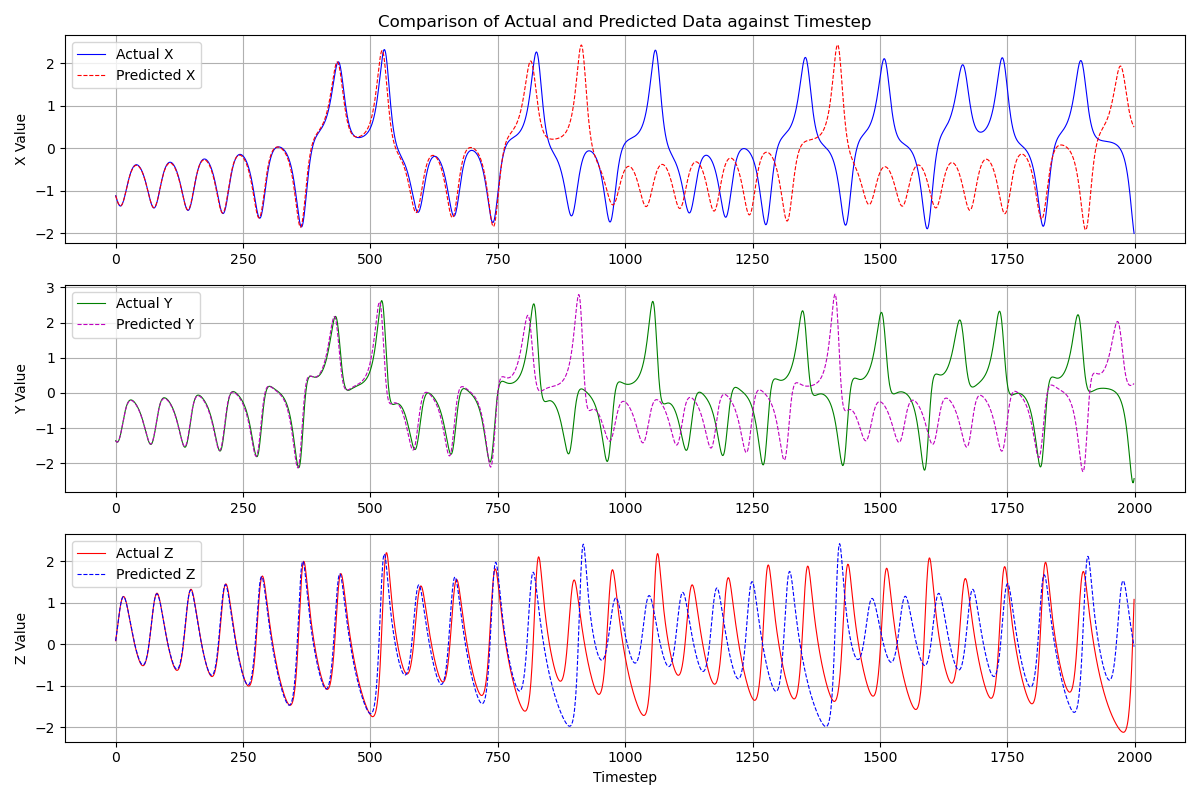 Comparison of Actual and Predicted Data against Timestep
Actual X
Predicted X
X Value
2
1
0
−1
−2
0 250 500 750 1000 1250 1500 1750 2000
Actual Y
Predicted Y
Y Value
3
2
1
0
−1
−2
0 250 500 750 1000 1250 1500 1750 2000
Actual Z
Predicted Z
Z Value
2
1
0
−1
−2
0 250 500 750 1000 1250 1500 1750 2000
Timestep